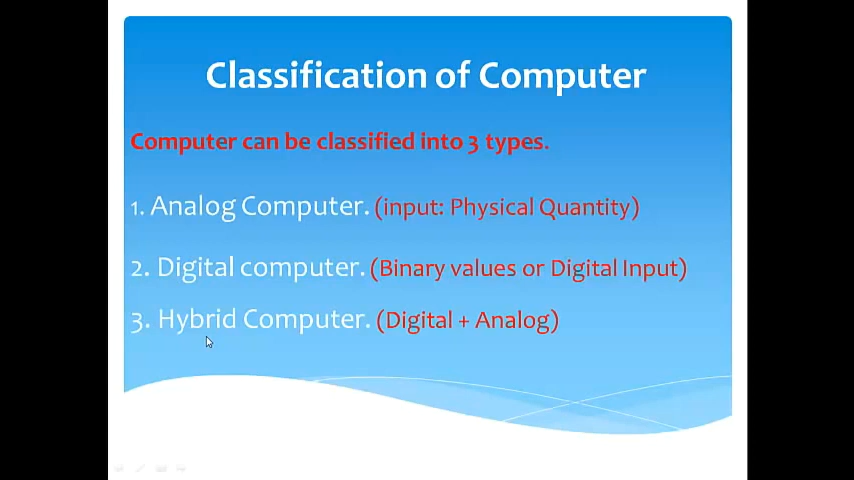 Classification of Computer
Computer can be classified into 3 types.
1. Analog Computer. (input: Physical Quantity)
2. Digital computer. (Binary values or Digital Input)
3. Hybrid Computer. (Digital + Analog)